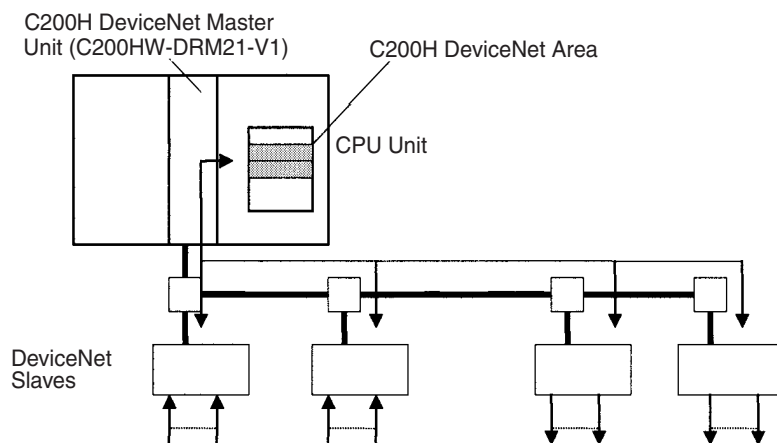 C200H DeviceNet Master
Unit (C200HW-DRM21-V1)
C200H DeviceNet Area
CPU Unit
DeviceNet
Slaves